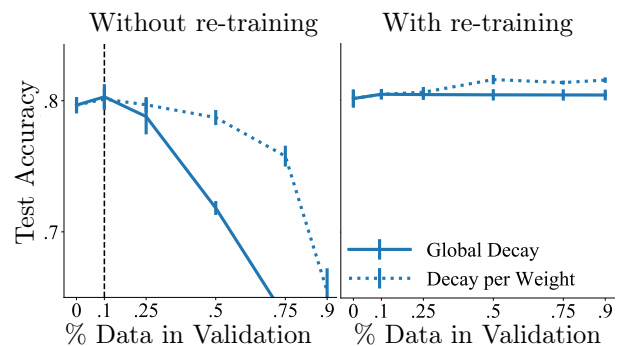 Without re-training
With re-training
Test Accuracy
.8
.7
Global Decay
Decay per Weight
0 .1 .25 .5 .75 .9
0 .1 .25 .5 .75 .9
% Data in Validation
% Data in Validation